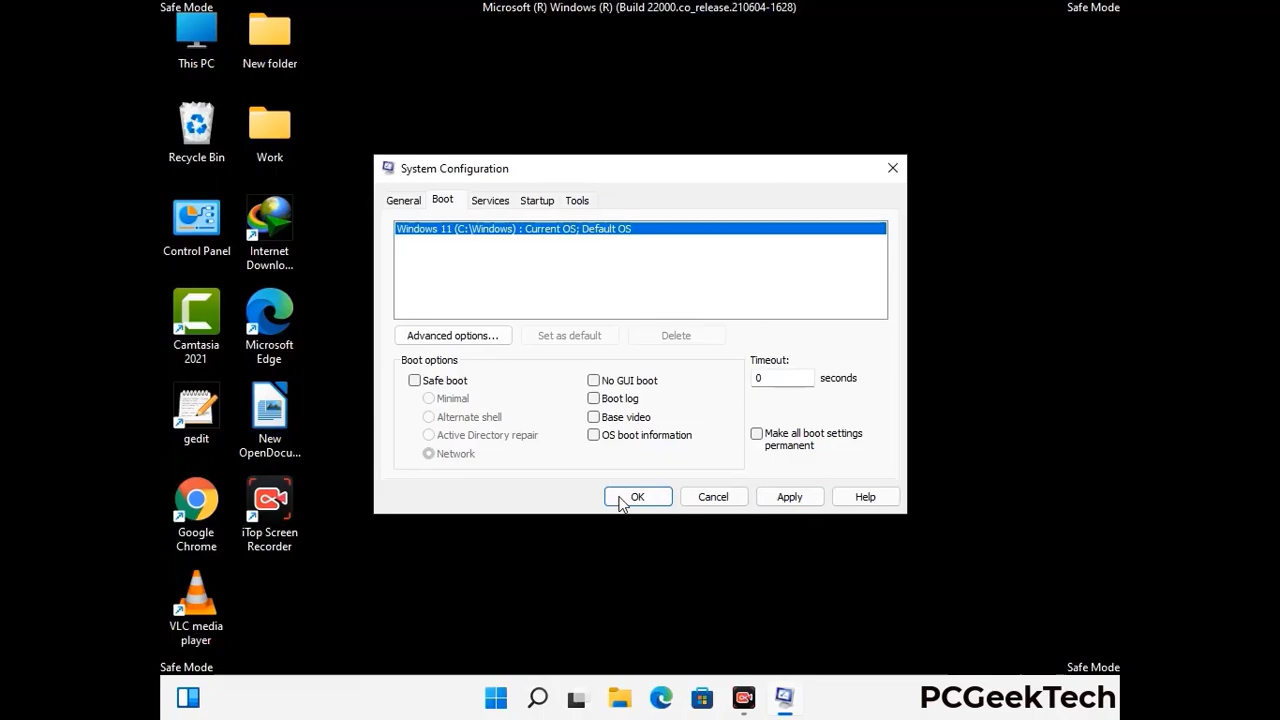 Safe Mode
Microsoft (R) Windows (R) (Build 22000.co_release.210604-1628)
Safe Mode
This PC
New folder
Recycle Bin
Work
Control Panel
Internet
Downlo...
Camtasia
2021
Microsoft
Edge
gedit
New
OpenDocu...
Google
Chrome
iTop Screen
Recorder
VLC media
player
System Configuration
General
Boot
Services
Startup
Tools
Windows 11 (C:\Windows) : Current OS; Default OS
Advanced options...
Set as default
Delete
Boot options
Safe boot
Minimal
Alternate shell
Active Directory repair
Network
No GUI boot
Boot log
Base video
OS boot information
Timeout:
0 seconds
Make all boot settings
permanent
OK
Cancel
Apply
Help
Safe Mode
Safe Mode
PCGeekTech